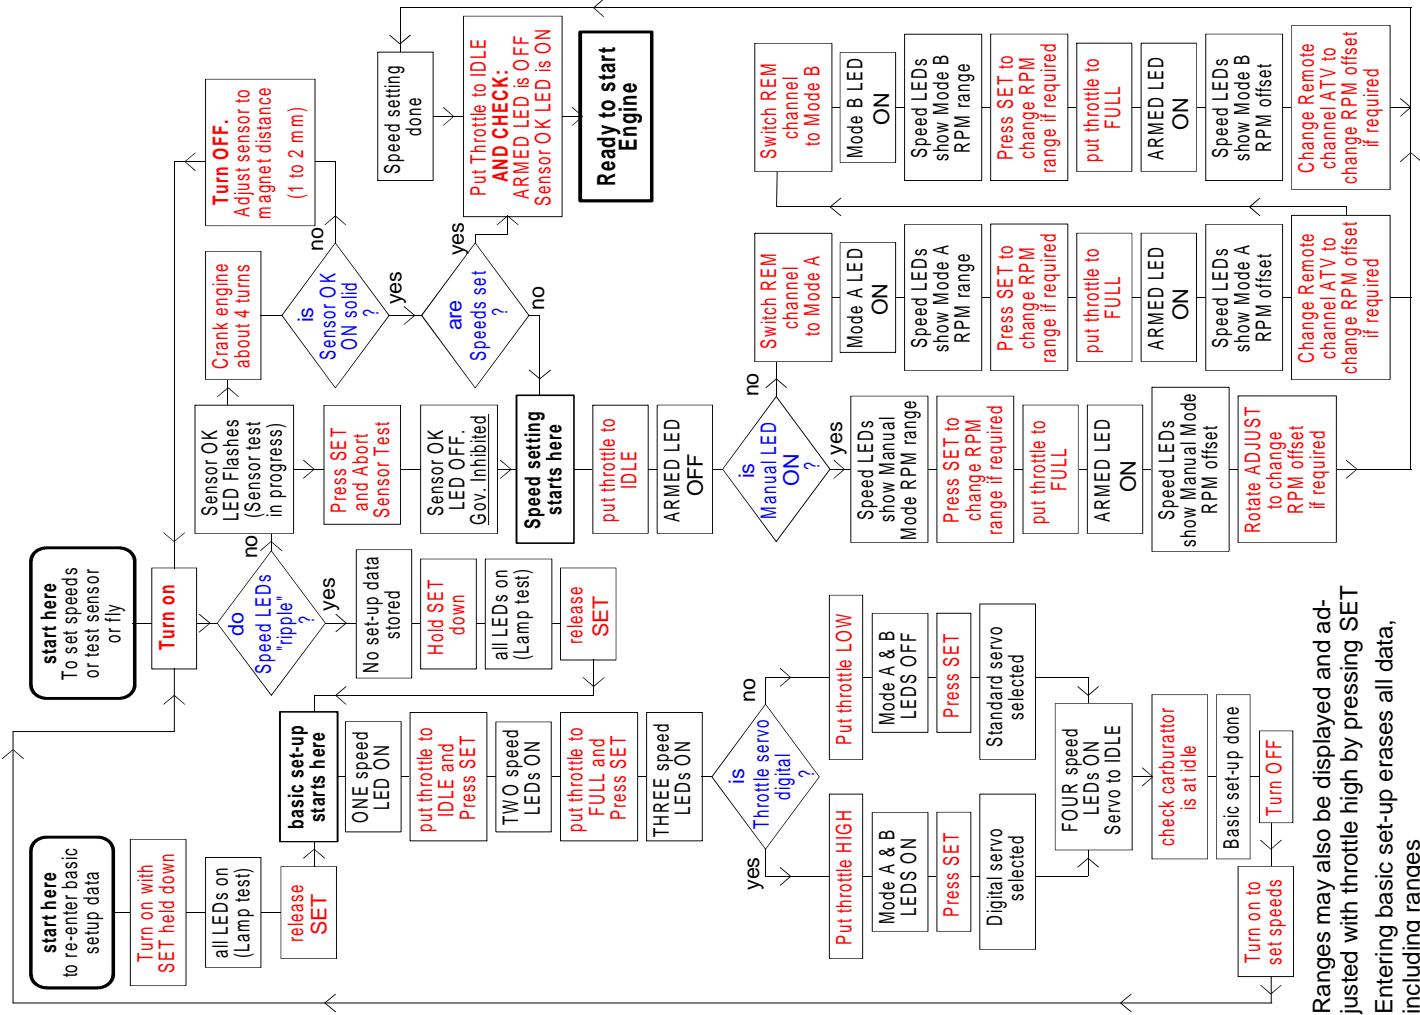 start here
to re-enter basic
setup data
Turn on with
SET held down
all LEDs on
(Lamp test)
release
SET
start here
To set speeds
or test sensor
or fly
Turn on
do
Speed LEDs
"ripple"
?
no
yes
No set-up data
stored
Hold SET
down
all LEDs on
(Lamp test)
release
SET
basic set-up
starts here
ONE speed
LED ON
put throttle to
IDLE and
Press SET
TWO speed
LEDs ON
put throttle to
FULL and
Press SET
THREE speed
LEDs ON
is
Throttle servo
digital
?
yes
no
Put throttle HIGH
Mode A & B
LEDS ON
Press SET
Digital servo
selected
Put throttle LOW
Mode A & B
LEDS OFF
Press SET
Standard servo
selected
FOUR speed
LEDs ON
Servo to IDLE
check carburator
is at idle
Basic set-up done
Turn OFF
Turn on to
set speeds
Sensor OK
LED Flashes
(Sensor test
in progress)
Crank engine
about 4 turns
is
Sensor OK
ON solid
?
no
yes
Turn OFF.
Adjust sensor to
magnet distance
(1 to 2 mm)
are
Speeds set
?
yes
no
Press SET
and Abort
Sensor Test
Sensor OK
LED OFF.
Gov. Inhibited
Speed setting
starts here
put throttle to
IDLE
ARMED LED
OFF
is
Manual LED
ON
?
yes
no
Speed LEDs
show Manual
Mode RPM range
Press SET to
change RPM
range if required
put throttle to
FULL
ARMED LED
ON
Speed LEDs
show Manual Mode
RPM offset
Rotate ADJUST
to change
RPM offset
if required
Switch REM
channel
to Mode A
Mode A LED
ON
Speed LEDs
show Mode A
RPM range
Press SET to
change RPM
range if required
put throttle to
FULL
ARMED LED
ON
Speed LEDs
show Mode A
RPM offset
Change Remote
channel ATV to
change RPM offset
if required
Switch REM
channel
to Mode B
Mode B LED
ON
Speed LEDs
show Mode B
RPM range
Press SET to
change RPM
range if required
put throttle to
FULL
ARMED LED
ON
Speed LEDs
show Mode B
RPM offset
Change Remote
channel ATV to
change RPM offset
if required
Speed setting
done
Put Throttle to IDLE
AND CHECK:
ARMED LED is OFF
Sensor OK LED is ON
Ready to start
Engine
Ranges may also be displayed and ad-
justed with throttle high by pressing SET
Entering basic set-up erases all data,
including ranges